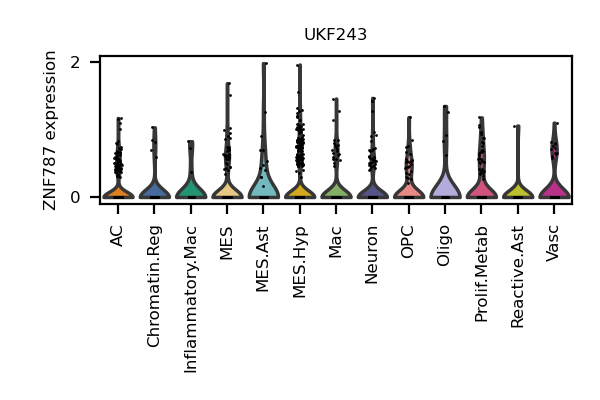 UKF243
ZNF787 expression
2
0
AC
Chromatin.Reg
Inflammatory.Mac
MES
MES.Ast
MES.Hyp
Mac
Neuron
OPC
Oligo
Prolif.Metab
Reactive.Ast
Vasc